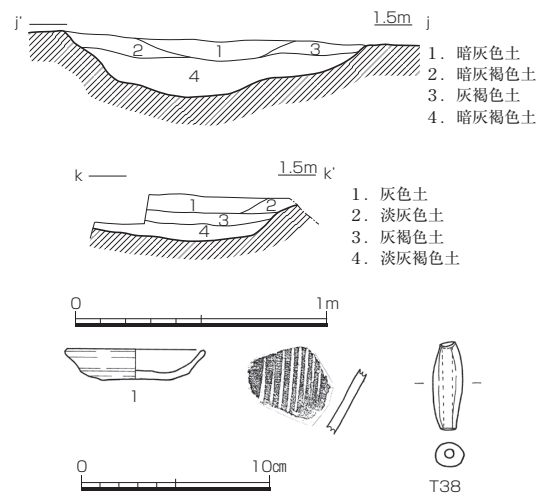 j’ 1.5m j
2 1 3
4
1. 暗灰色土
2. 暗灰褐色土
3. 灰褐色土
4. 暗灰褐色土
k 1.5m k’
1 2
3
4
1. 灰色土
2. 淡灰色土
3. 灰褐色土
4. 淡灰褐色土
0 1m
1
0 10㎝
T38